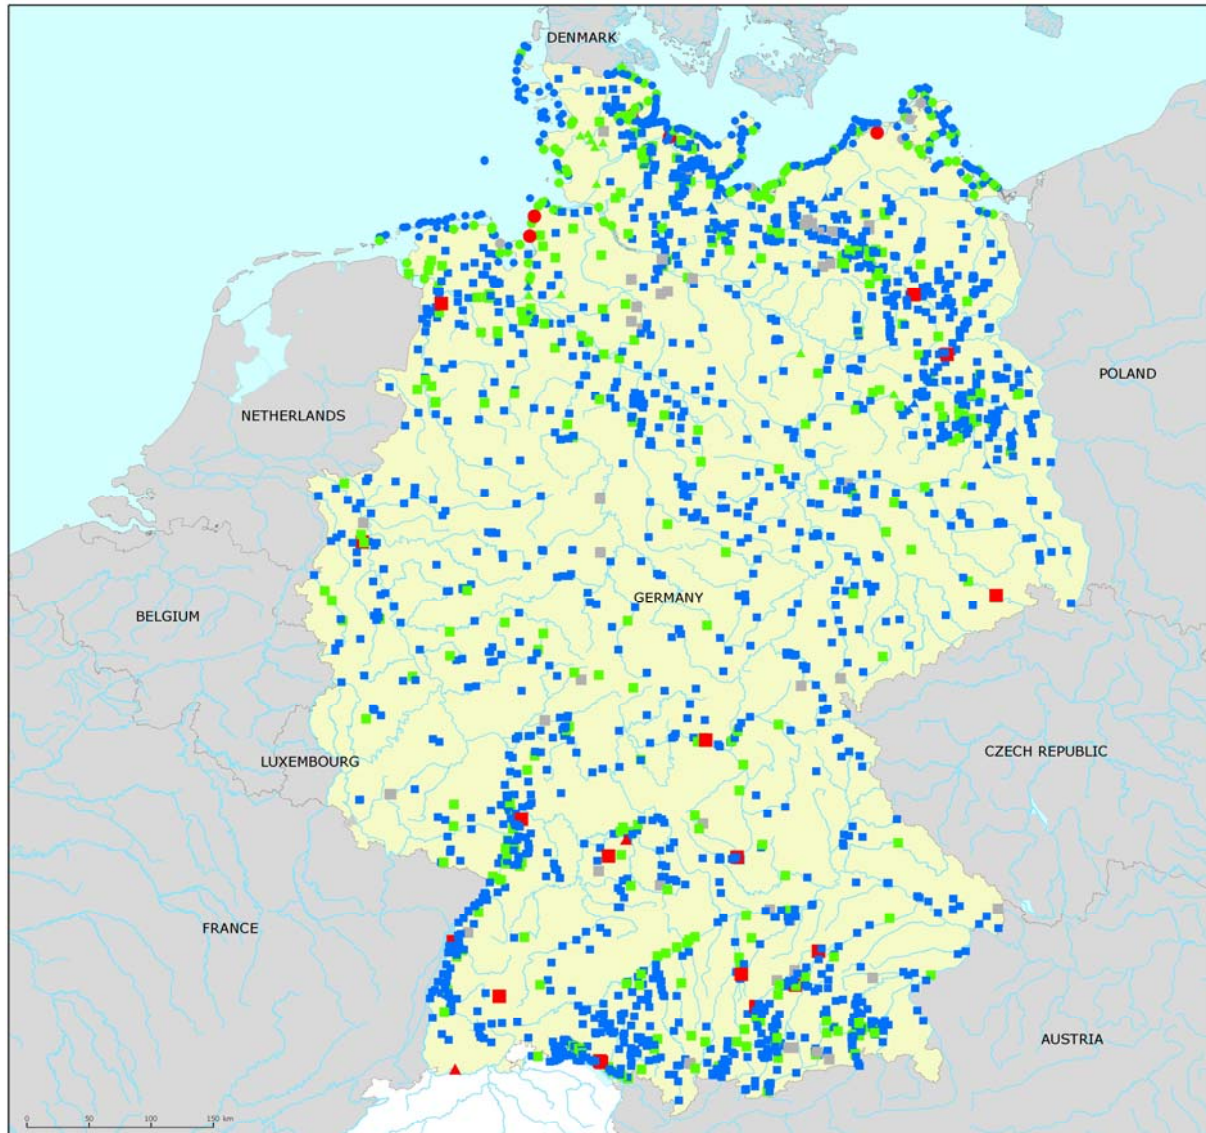 DENMARK
POLAND
NETHERLANDS
GERMANY
BELGIUM
CZECH REPUBLIC
LUXEMBOURG
FRANCE
AUSTRIA
0 50 100 150 km